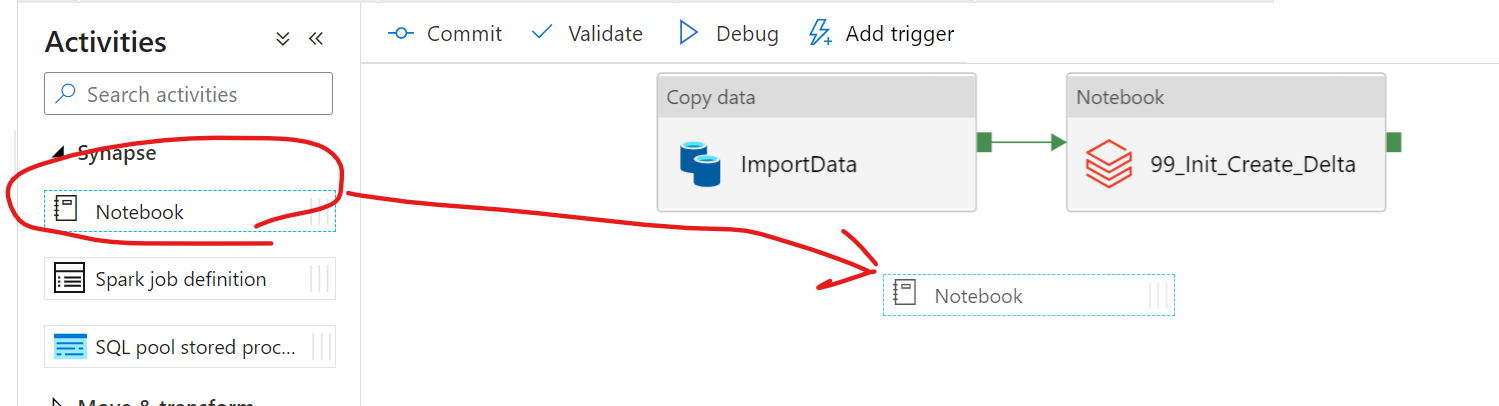 Activities
Commit
Validate
Debug
Add trigger
Search activities
Copy data
Notebook
Synapse
ImportData
99_Init_Create_Delta
Notebook
Spark job definition
Notebook
SQL pool stored proc...
Move & transform